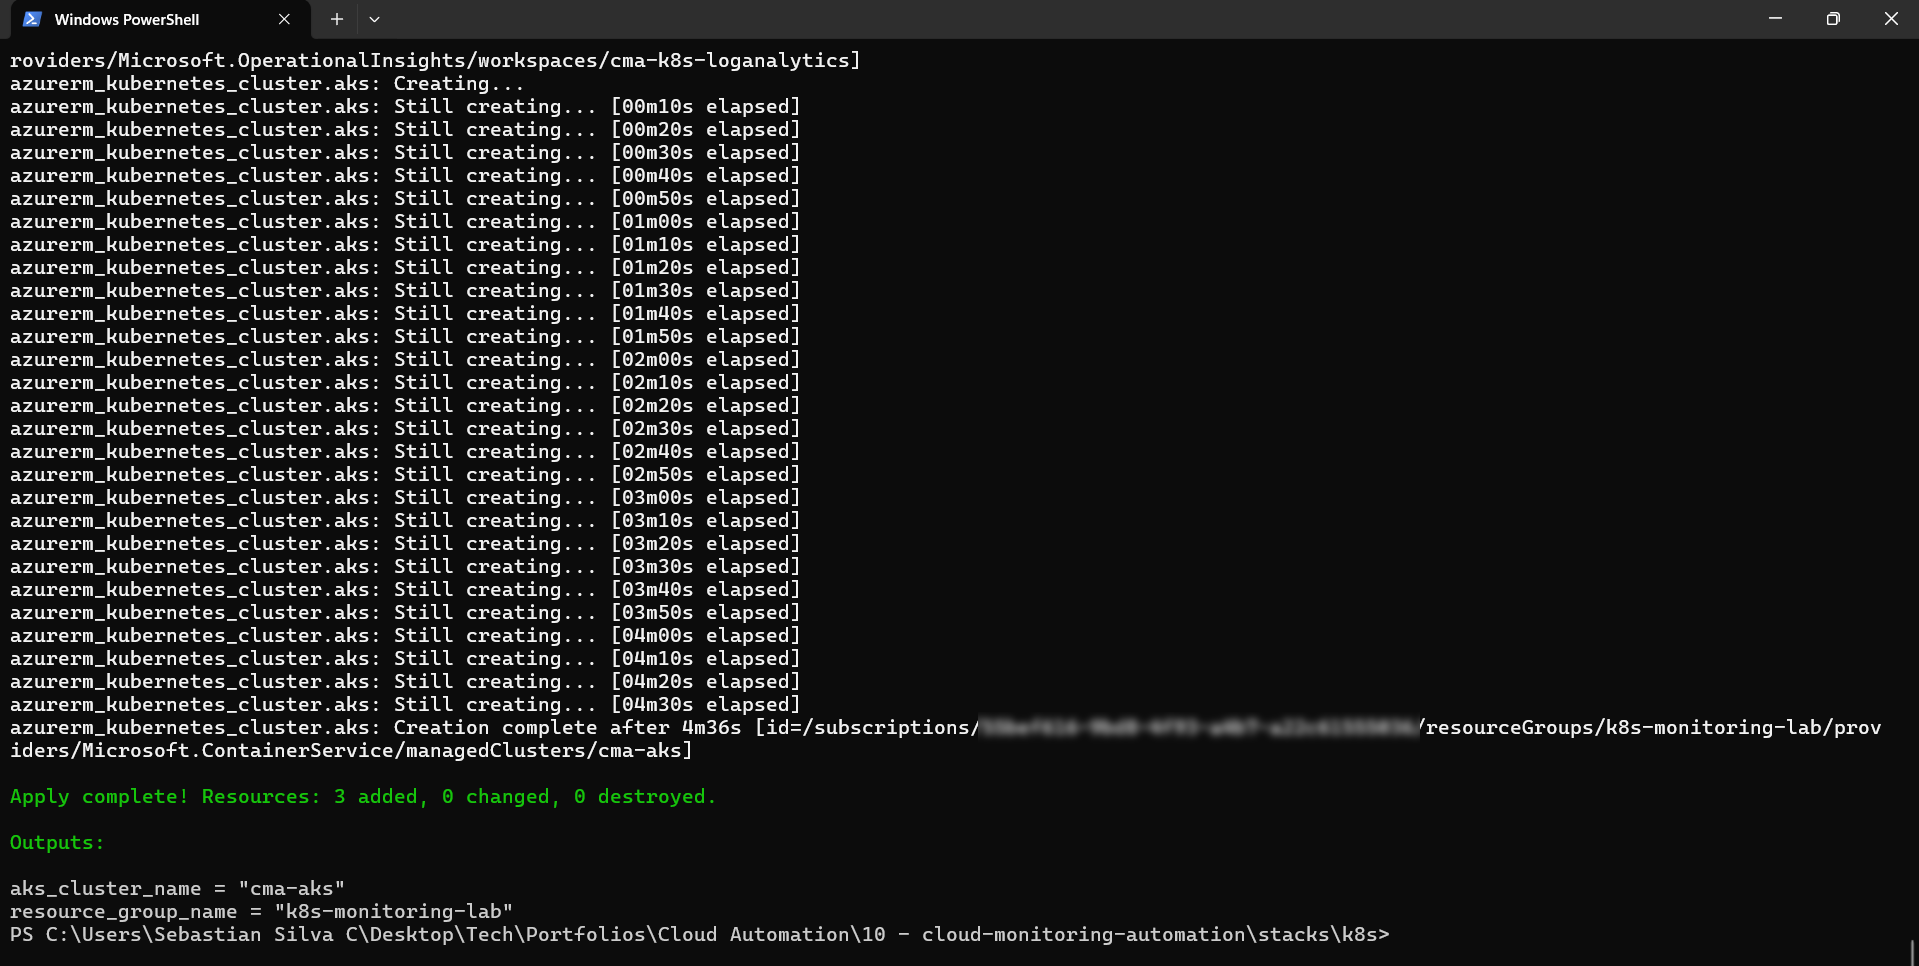 Windows PowerShell
roviders/Microsoft.OperationalInsights/workspaces/cma-k8s-loganalytics]
azurerm_kubernetes_cluster.aks: Creating...
azurerm_kubernetes_cluster.aks: Still creating... [00m10s elapsed]
azurerm_kubernetes_cluster.aks: Still creating... [00m20s elapsed]
azurerm_kubernetes_cluster.aks: Still creating... [00m30s elapsed]
azurerm_kubernetes_cluster.aks: Still creating... [00m40s elapsed]
azurerm_kubernetes_cluster.aks: Still creating... [00m50s elapsed]
azurerm_kubernetes_cluster.aks: Still creating... [01m00s elapsed]
azurerm_kubernetes_cluster.aks: Still creating... [01m10s elapsed]
azurerm_kubernetes_cluster.aks: Still creating... [01m20s elapsed]
azurerm_kubernetes_cluster.aks: Still creating... [01m30s elapsed]
azurerm_kubernetes_cluster.aks: Still creating... [01m40s elapsed]
azurerm_kubernetes_cluster.aks: Still creating... [01m50s elapsed]
azurerm_kubernetes_cluster.aks: Still creating... [02m00s elapsed]
azurerm_kubernetes_cluster.aks: Still creating... [02m10s elapsed]
azurerm_kubernetes_cluster.aks: Still creating... [02m20s elapsed]
azurerm_kubernetes_cluster.aks: Still creating... [02m30s elapsed]
azurerm_kubernetes_cluster.aks: Still creating... [02m40s elapsed]
azurerm_kubernetes_cluster.aks: Still creating... [02m50s elapsed]
azurerm_kubernetes_cluster.aks: Still creating... [03m00s elapsed]
azurerm_kubernetes_cluster.aks: Still creating... [03m10s elapsed]
azurerm_kubernetes_cluster.aks: Still creating... [03m20s elapsed]
azurerm_kubernetes_cluster.aks: Still creating... [03m30s elapsed]
azurerm_kubernetes_cluster.aks: Still creating... [03m40s elapsed]
azurerm_kubernetes_cluster.aks: Still creating... [03m50s elapsed]
azurerm_kubernetes_cluster.aks: Still creating... [04m00s elapsed]
azurerm_kubernetes_cluster.aks: Still creating... [04m10s elapsed]
azurerm_kubernetes_cluster.aks: Still creating... [04m20s elapsed]
azurerm_kubernetes_cluster.aks: Still creating... [04m30s elapsed]
azurerm_kubernetes_cluster.aks: Creation complete after 4m36s [id=/subscriptions/ /resourceGroups/k8s-monitoring-lab/prov
iders/Microsoft.ContainerService/managedClusters/cma-aks]
Apply complete! Resources: 3 added, 0 changed, 0 destroyed.
Outputs:
aks_cluster_name = "cma-aks"
resource_group_name = "k8s-monitoring-lab"
PS C:\Users\Sebastian Silva C\Desktop\Tech\Portfolios\Cloud Automation\10 - cloud-monitoring-automation\stacks\k8s>